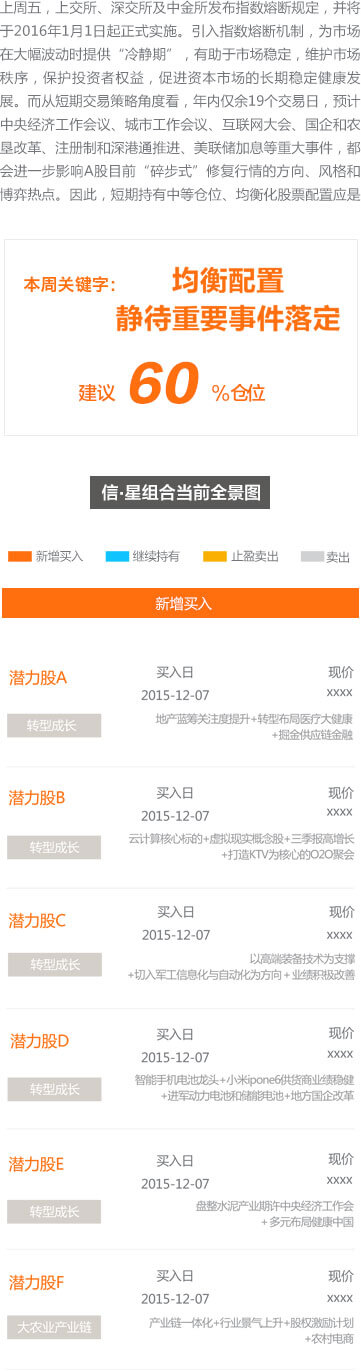 上周五，上交所、深交所及中金所发布指数熔断规定，并将
于2016年1月1日起正式实施。引入指数熔断机制，为市场
在大幅波动时提供“冷静期”，有助于市场稳定，维护市场
秩序，保护投资者权益，促进资本市场的长期稳定健康发
展。而从短期交易策略角度看，年内仅余19个交易日，预计
中央经济工作会议、城市工作会议、互联网大会、国企和农
垦改革、注册制和深港通推进、美联储加息等重大事件，都
会进一步影响A股目前“碎步式”修复行情的方向、风格和
博弈热点。因此，短期持有中等仓位、均衡化股票配置应是
本周关键字：
均衡配置
静待重要事件落定
建议 60 %仓位
信·星组合当前全景图
新增买入 继续持有 止盈卖出 卖出
新增买入
潜力股A 买入日 现价
2015-12-07 xxxx
转型成长 地产蓝筹关注度提升+转型布局医疗大健康
+掘金供应链金融
潜力股B 买入日 现价
2015-12-07 xxxx
转型成长 云计算核心标的+虚拟现实概念股+三季报高增长
+打造KTV为核心的O2O聚会
潜力股C 买入日 现价
2015-12-07 xxxx
转型成长 以高端装备技术为支撑
+切入军工信息化与自动化为方向+业绩积极改善
潜力股D 买入日 现价
2015-12-07 xxxx
转型成长 智能手机电池龙头+小米ipone6供货商业绩稳健
+进军动力电池和储能电池+地方国企改革
潜力股E 买入日 现价
2015-12-07 xxxx
转型成长 盘整水泥产业期许中央经济工作会
+多元布局健康中国
潜力股F 买入日 现价
2015-12-07 xxxx
大农业产业链 产业链一体化+行业景气上升+股权激励计划
+农村电商